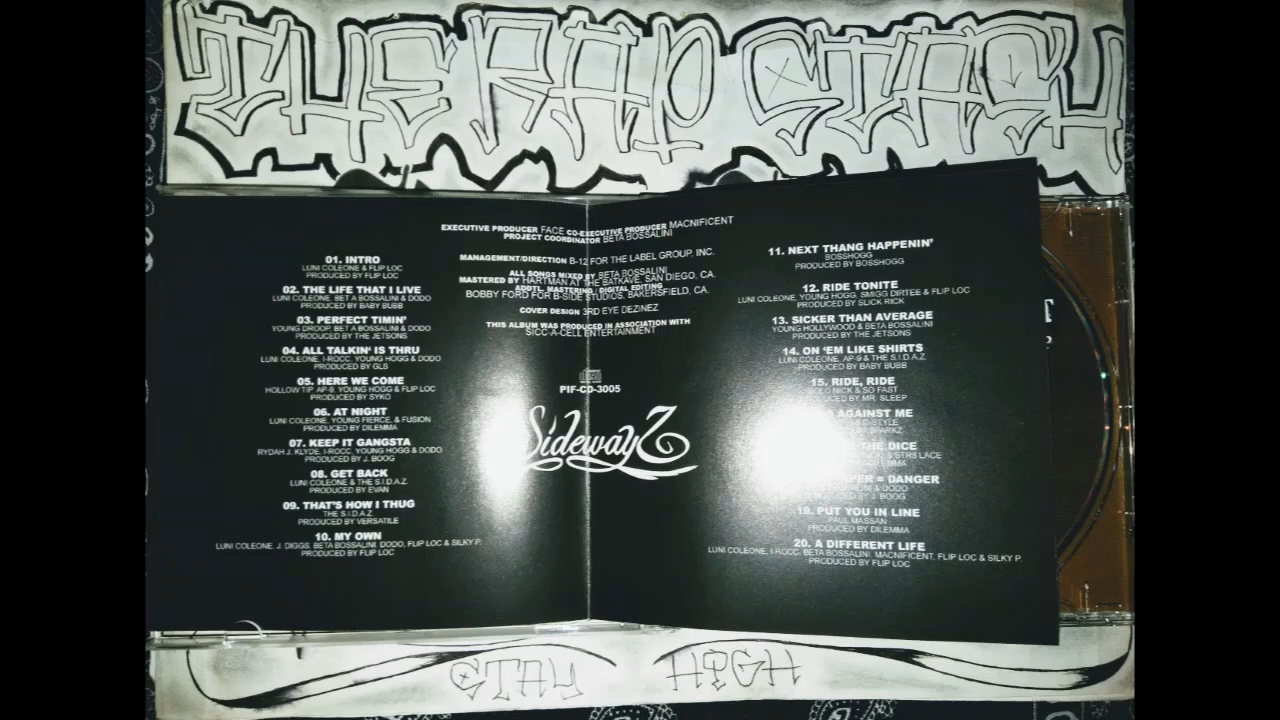 THE RAP STASH
EXECUTIVE PRODUCER FACE CO-EXECUTIVE PRODUCER MACNIFICENT
PROJECT COORDINATOR BETA BOSSALINI
MANAGEMENT/DIRECTION B-12 FOR THE LABEL GROUP, INC.
ALL SONGS MIXED BY BETA BOSSALINI
MASTERED BY HARTMAN AT THE BATKAVE, SAN DIEGO, CA.
ADDTL. MASTERING / DIGITAL EDITING
BOBBY FORD FOR B-SIDE STUDIOS, BAKERSFIELD, CA.
COVER DESIGN 3RD EYE DEZINEZ
THIS ALBUM WAS PRODUCED IN ASSOCIATION WITH
SICC-A-CELL ENTERTAINMENT
PIF-CD-3005
SidewayZ
01. INTRO
LUNI COLEONE & FLIP LOC
PRODUCED BY FLIP LOC
02. THE LIFE THAT I LIVE
LUNI COLEONE, BET A BOSSALINI & DODO
PRODUCED BY BABY BUBB
03. PERFECT TIMIN'
YOUNG DROOP, BET A BOSSALINI & DODO
PRODUCED BY THE JETSONS
04. ALL TALKIN' IS THRU
LUNI COLEONE, I-ROCC, YOUNG HOGG & DODO
PRODUCED BY GLS
05. HERE WE COME
HOLLOW TIP, AP-9, YOUNG HOGG & FLIP LOC
PRODUCED BY SYKO
06. AT NIGHT
LUNI COLEONE, YOUNG FIERCE, & FUSION
PRODUCED BY DILEMMA
07. KEEP IT GANGSTA
RYDAH J. KLYDE, I-ROCC, YOUNG HOGG & DODO
PRODUCED BY J. BOOG
08. GET BACK
LUNI COLEONE & THE S.I.D.A.Z.
PRODUCED BY EVAN
09. THAT'S HOW I THUG
THE S.I.D.A.Z.
PRODUCED BY VERSATILE
10. MY OWN
LUNI COLEONE, J. DIGGS, BETA BOSSALINI, DODO, FLIP LOC & SILKY P.
PRODUCED BY FLIP LOC
11. NEXT THANG HAPPENIN'
BOSSHOGG
PRODUCED BY BOSSHOGG
12. RIDE TONITE
LUNI COLEONE, YOUNG HOGG, SMIGG DIRTEE & FLIP LOC
PRODUCED BY SLICK RICK
13. SICKER THAN AVERAGE
YOUNG HOLLYWOOD & BETA BOSSALINI
PRODUCED BY THE JETSONS
14. ON 'EM LIKE SHIRTS
LUNI COLEONE, AP-9 & THE S.I.D.A.Z.
PRODUCED BY BABY BUBB
15. RIDE, RIDE
NICK & SO FAST
BY MR. SLEEP
AGAINST ME
THE DICE
& STR8 LACE
= DANGER
& DODO
BY J. BOOG
19. PUT YOU IN LINE
PAUL MASSAN
PRODUCED BY DILEMMA
20. A DIFFERENT LIFE
LUNI COLEONE, I-ROCC, BETA BOSSALINI, MACNIFICENT, FLIP LOC & SILKY P.
PRODUCED BY FLIP LOC
STAY HIGH